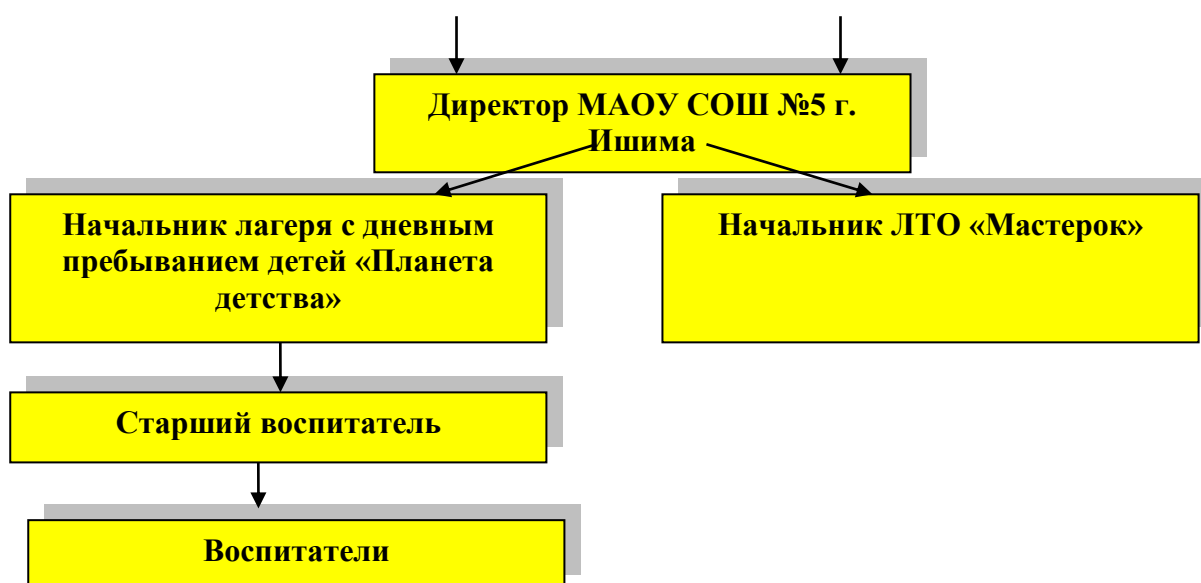 Директор МАОУ СОШ №5 г.
Ишима
Начальник лагеря с дневным
пребыванием детей «Планета
детства»
Начальник ЛТО «Мастерок»
Старший воспитатель
Воспитатели